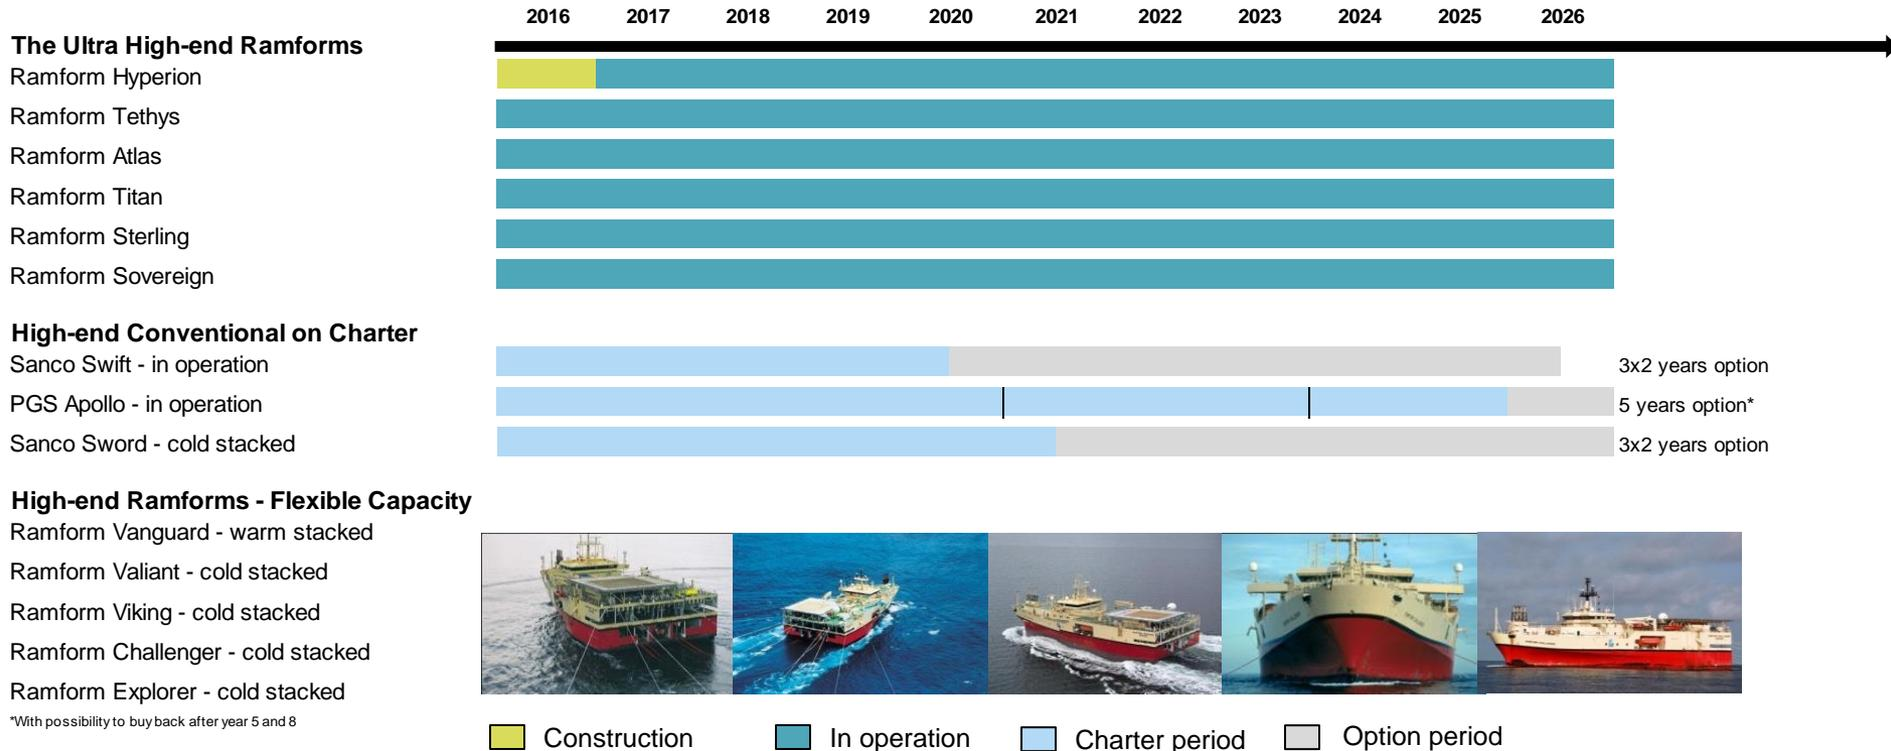 2016 2017 2018 2019 2020 2021 2022 2023 2024 2025 2026
The Ultra High-end Ramforms
Ramform Hyperion
Ramform Tethys
Ramform Atlas
Ramform Titan
Ramform Sterling
Ramform Sovereign
High-end Conventional on Charter
Sanco Swift - in operation 3x2 years option
PGS Apollo - in operation 5 years option*
Sanco Sword - cold stacked 3x2 years option
High-end Ramforms - Flexible Capacity
Ramform Vanguard - warm stacked
Ramform Valiant - cold stacked
Ramform Viking - cold stacked
Ramform Challenger - cold stacked
Ramform Explorer - cold stacked
*With possibility to buy back after year 5 and 8
Construction In operation Charter period Option period